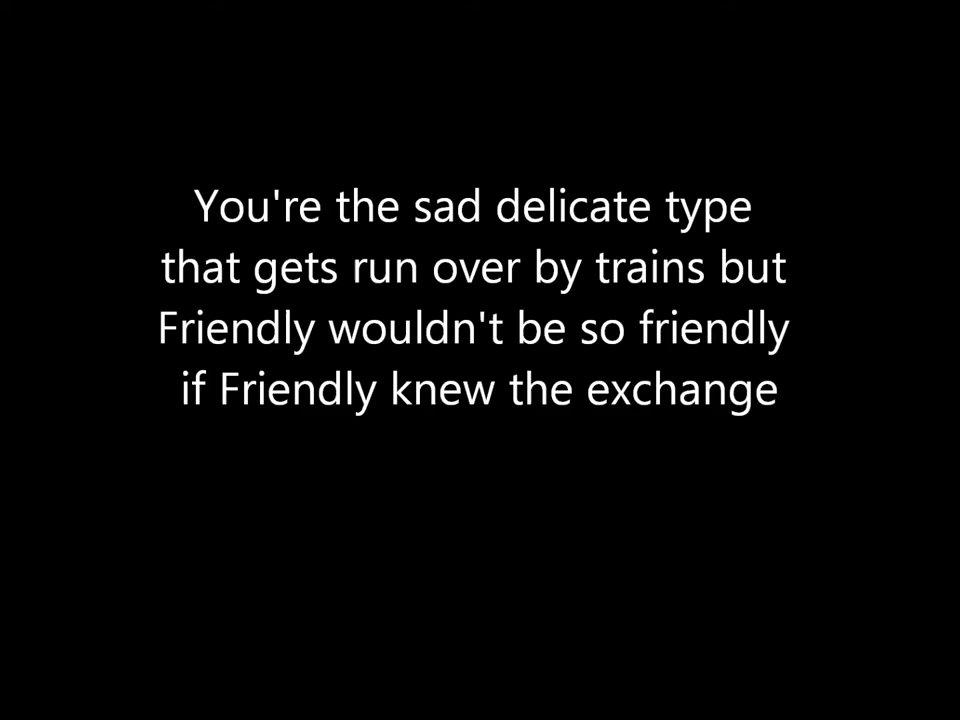 You're the sad delicate type
that gets run over by trains but
Friendly wouldn't be so friendly
if Friendly knew the exchange